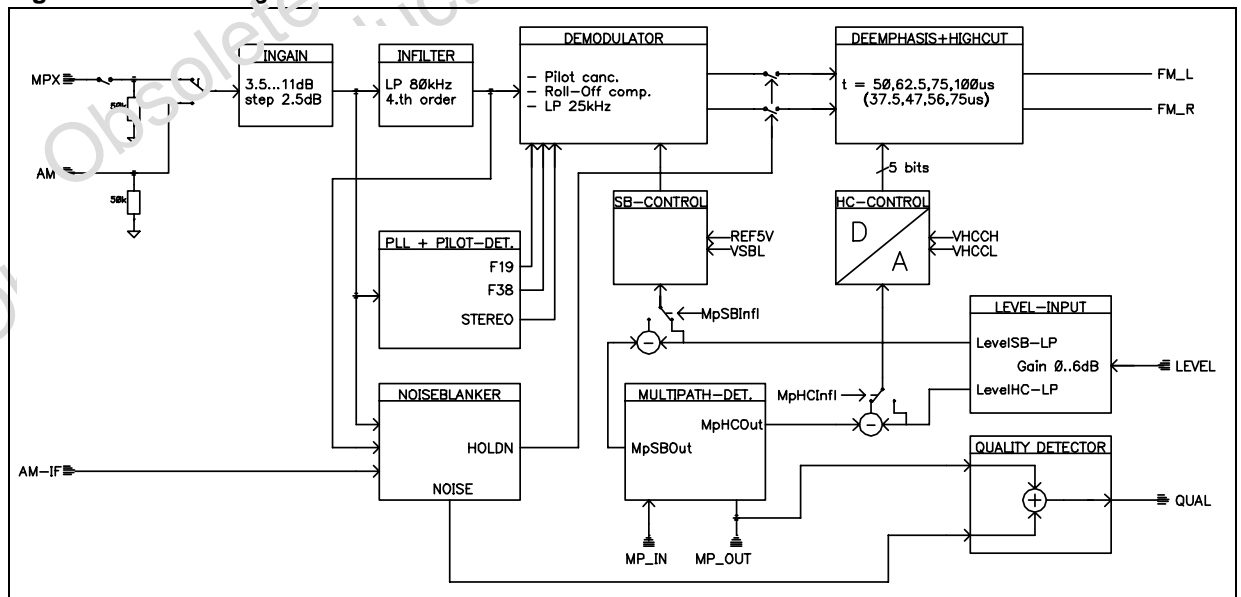 Obsolete
DEMODULATOR
DEEMPHASIS+HIGHCUT
INGAIN
INFILTER
MPX
3.5...11dB
step 2.5dB
LP 80kHz
4.th order
- Pilot canc.
- Roll-Off comp.
- LP 25kHz
t = 50,62.5,75,100us
(37.5,47,56,75us)
FM_L
FM_R
50k
AM
50k
5 bits
SB-CONTROL
HC-CONTROL
REF5V
VSBL
D
A
VHCCH
VHCCL
PLL + PILOT-DET.
F19
F38
STEREO
MpSBInfl
LEVEL-INPUT
LevelSB-LP
Gain 0..6dB
LevelHC-LP
LEVEL
NOISEBLANKER
HOLDN
NOISE
MULTIPATH-DET.
MpHCOut
MpSBOut
MpHCInfl
QUALITY DETECTOR
AM-IF
QUAL
MP_IN
MP_OUT
Obsolete